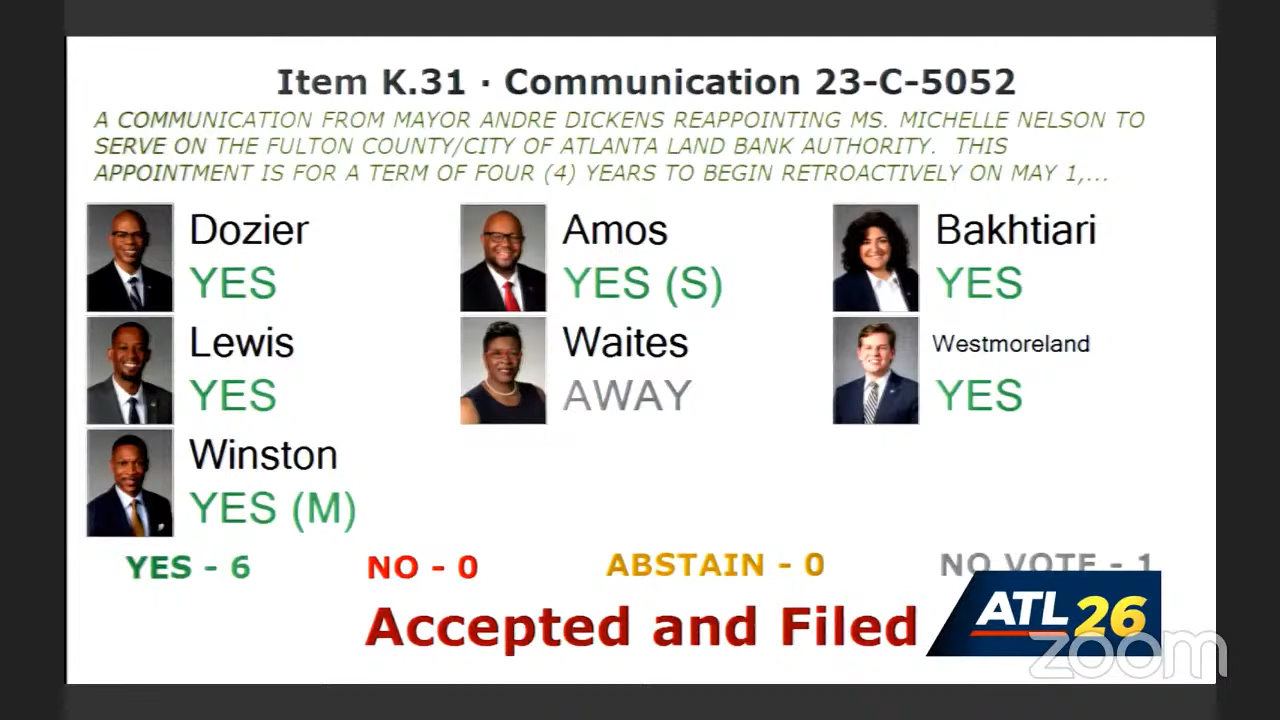 Item K.31 · Communication 23-C-5052
A COMMUNICATION FROM MAYOR ANDRE DICKENS REAPPOINTING MS. MICHELLE NELSON TO
SERVE ON THE FULTON COUNTY/CITY OF ATLANTA LAND BANK AUTHORITY. THIS
APPOINTMENT IS FOR A TERM OF FOUR (4) YEARS TO BEGIN RETROACTIVELY ON MAY 1,...
Dozier
YES
Amos
YES (S)
Bakhtiari
YES
Lewis
YES
Waites
AWAY
Westmoreland
YES
Winston
YES (M)
YES - 6
NO - 0
ABSTAIN - 0
NO VOTE - 1
Accepted and Filed
ATL 26
zoom